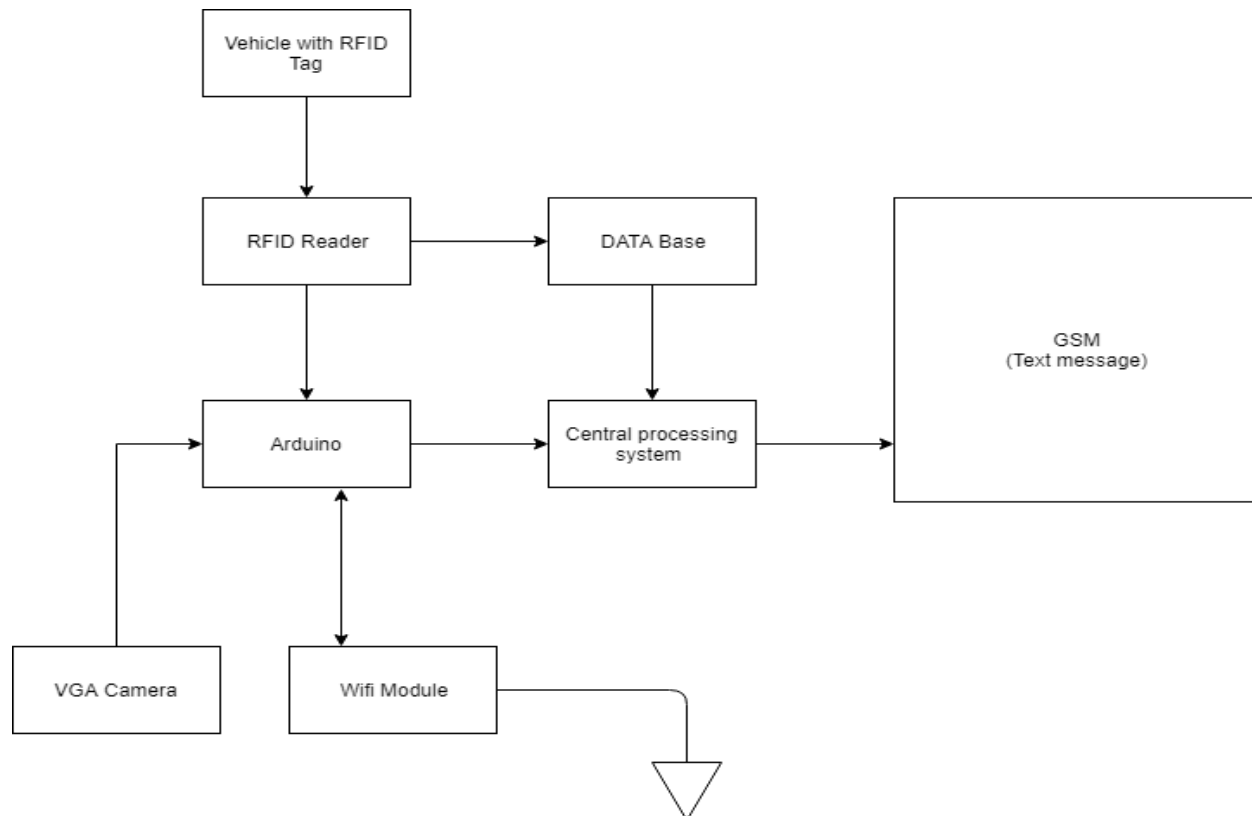 Vehicle with RFID
Tag
RFID Reader
DATA Base
GSM
(Text message)
Arduino
Central processing
system
VGA Camera
Wifi Module